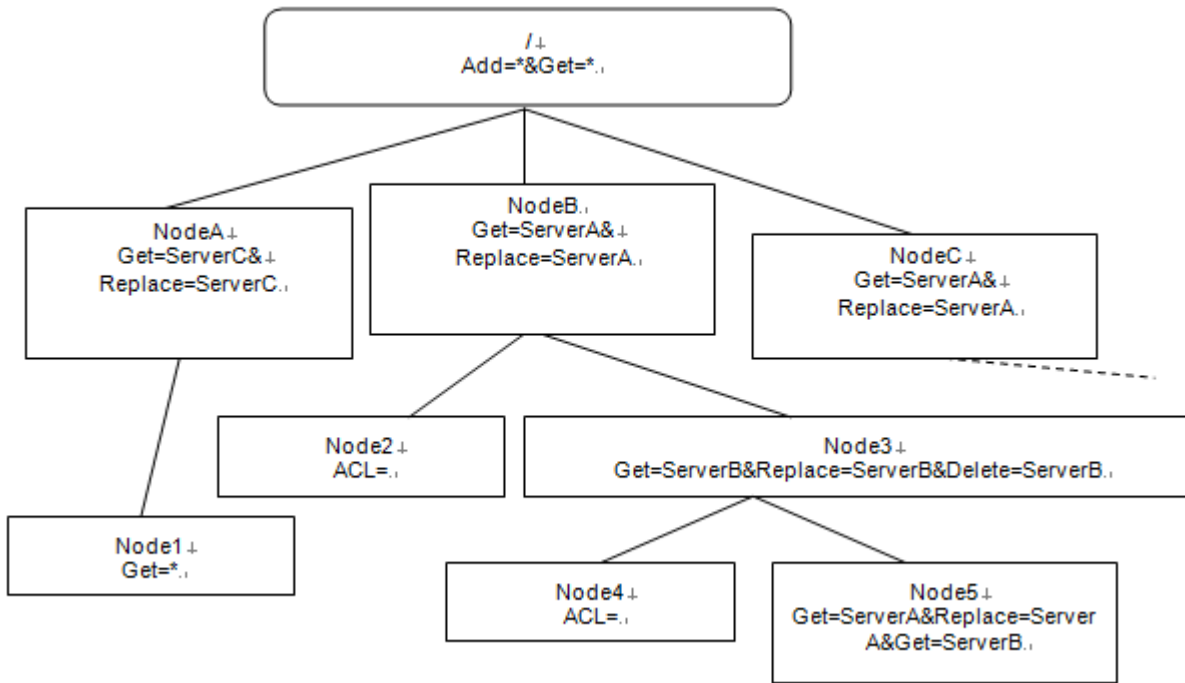 /
Add=*&Get=*
NodeA
Get=ServerC&
Replace=ServerC
NodeB
Get=ServerA&
Replace=ServerA
NodeC
Get=ServerA&
Replace=ServerA
Node2
ACL=
Node3
Get=ServerB&Replace=ServerB&Delete=ServerB
Node1
Get=*
Node4
ACL=
Node5
Get=ServerA&Replace=Server
A&Get=ServerB